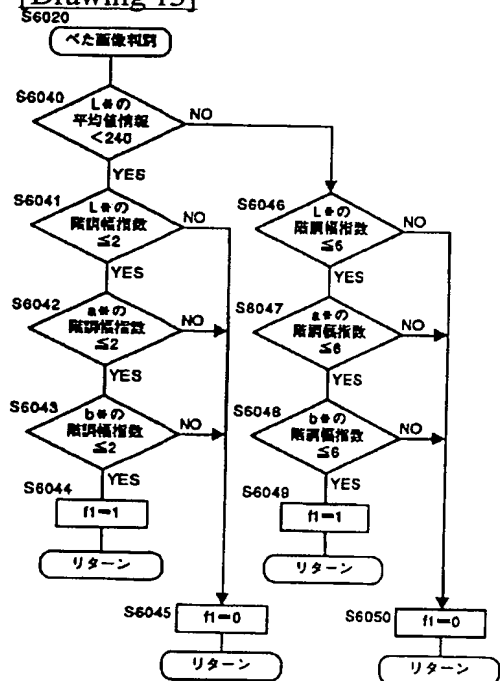 [Drawing 15]
S6020
べた画像判別
S6040
L*の
平均値情報
<240
NO
YES
S6041
L*の
階調幅指数
≦2
NO
YES
S6042
a*の
階調幅指数
≦2
NO
YES
S6043
b*の
階調幅指数
≦2
NO
YES
S6044
f1=1
リターン
S6045
f1=0
リターン
S6046
L*の
階調幅指数
≦6
NO
YES
S6047
a*の
階調幅指数
≦6
NO
YES
S6048
b*の
階調幅指数
≦6
NO
YES
S6049
f1=1
リターン
S6050
f1=0
リターン